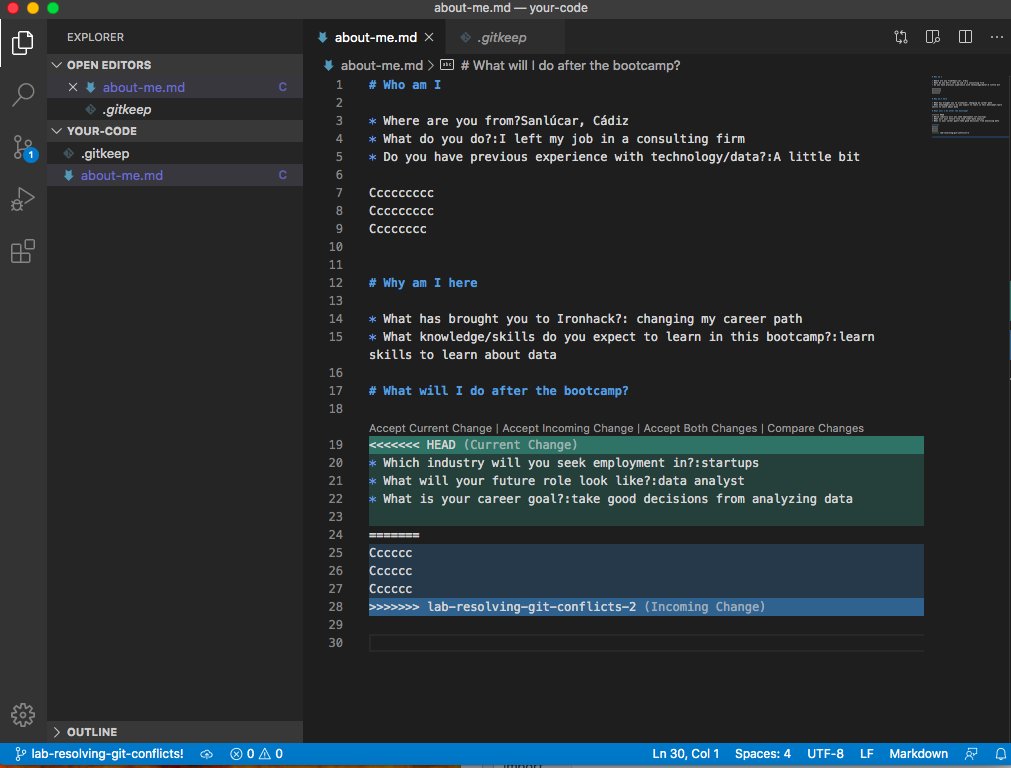 about-me.md — your-code
EXPLORER
OPEN EDITORS
about-me.md C
.gitkeep
YOUR-CODE
.gitkeep
about-me.md C
OUTLINE
1
about-me.md
.gitkeep
about-me.md > # What will I do after the bootcamp?
1 # Who am I
2
3 * Where are you from?Sanlúcar, Cádiz
4 * What do you do?:I left my job in a consulting firm
5 * Do you have previous experience with technology/data?:A little bit
6
7 Ccccccccc
8 Ccccccccc
9 Cccccccc
10
11
12 # Why am I here
13
14 * What has brought you to Ironhack?: changing my career path
15 * What knowledge/skills do you expect to learn in this bootcamp?:learn
skills to learn about data
16
17 # What will I do after the bootcamp?
18
Accept Current Change | Accept Incoming Change | Accept Both Changes | Compare Changes
19 <<<<<<< HEAD (Current Change)
20 * Which industry will you seek employment in?:startups
21 * What will your future role look like?:data analyst
22 * What is your career goal?:take good decisions from analyzing data
23
24 =======
25 Cccccc
26 Cccccc
27 Cccccc
28 >>>>>>> lab-resolving-git-conflicts-2 (Incoming Change)
29
30
lab-resolving-git-conflicts! 0 0 Ln 30, Col 1 Spaces: 4 UTF-8 LF Markdown